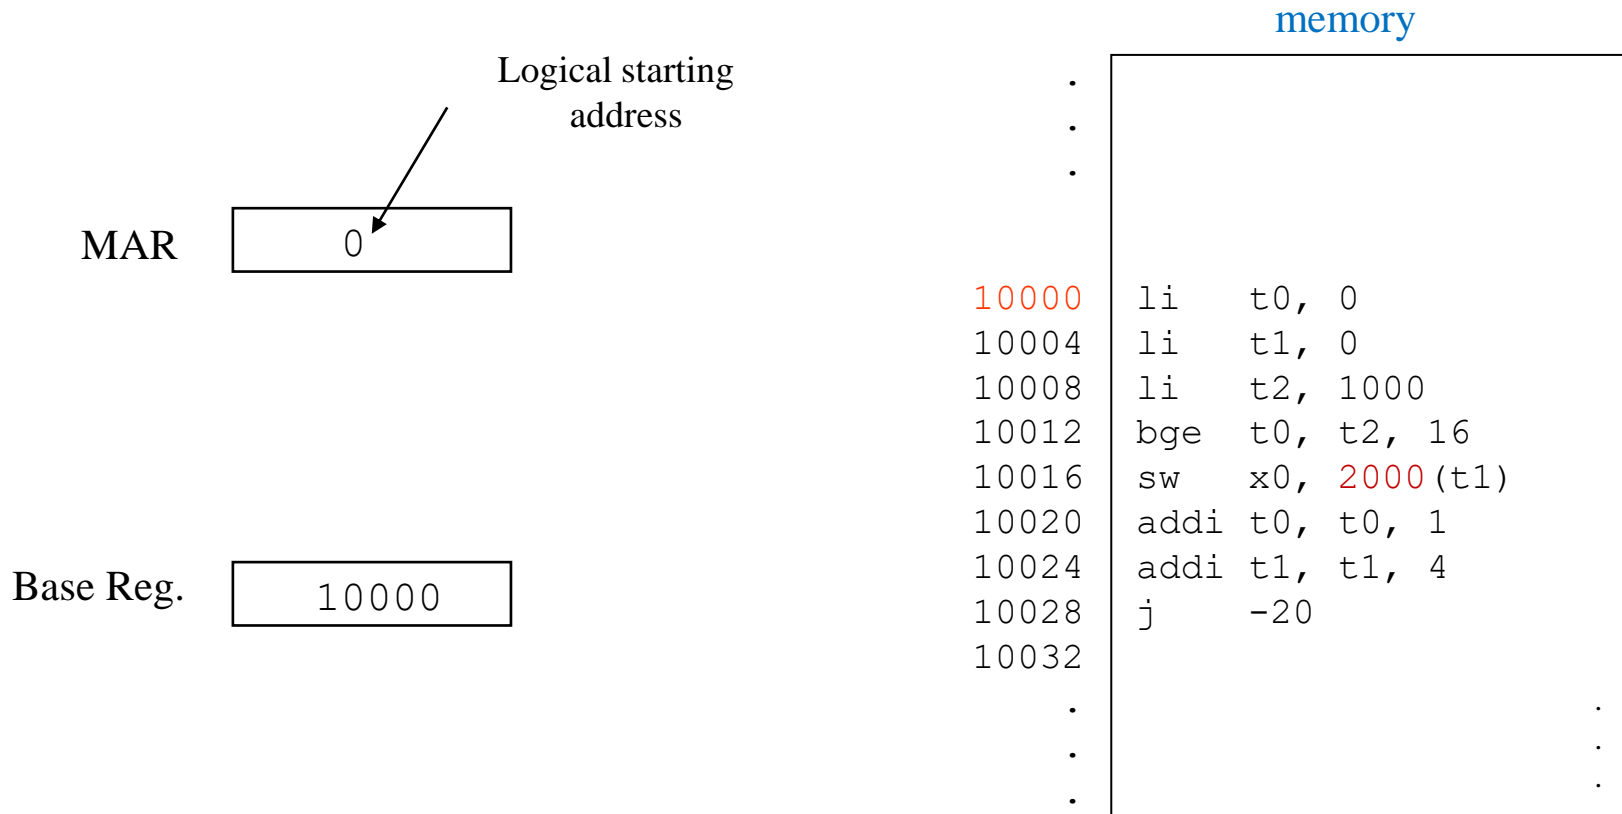 memory
Logical starting
address
.
.
.
MAR 0
10000 li t0, 0
10004 li t1, 0
10008 li t2, 1000
10012 bge t0, t2, 16
10016 sw x0, 2000(t1)
10020 addi t0, t0, 1
10024 addi t1, t1, 4
Base Reg. 10000
10028 j -20
10032
. .
. .
. .